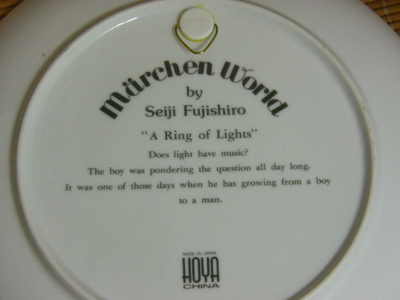 Märchen World
by
Seiji Fujishiro
"A Ring of Lights"
Does light have music?
The boy was pondering the question all day long.
It was one of those days when he has growing from a boy
to a man.
MADE IN JAPAN
HOYA
CHINA